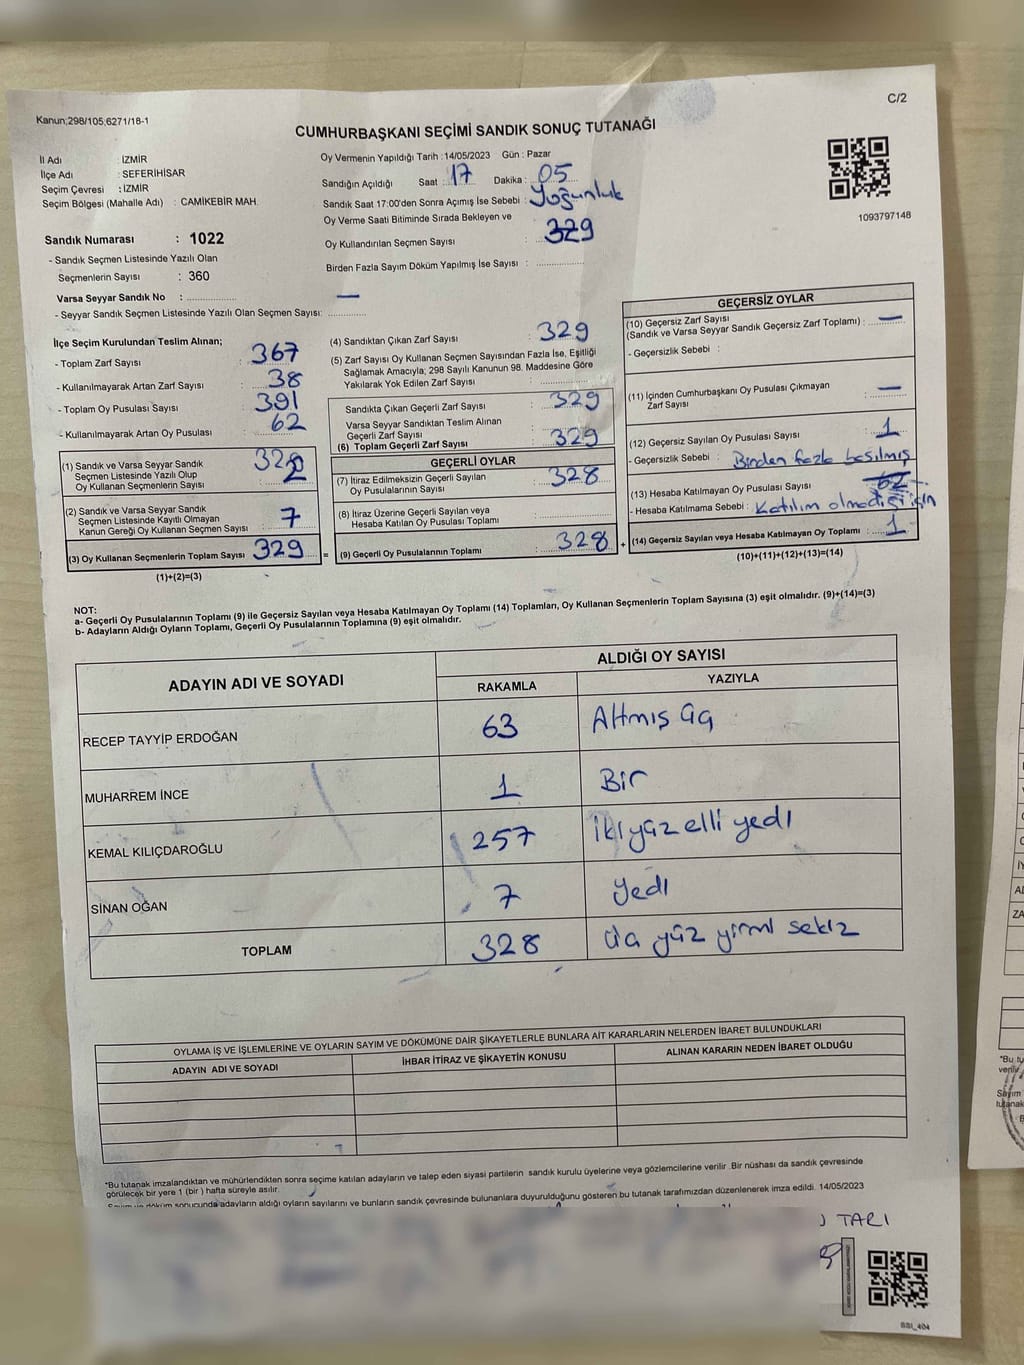 C/2
Kanun;298/105,6271/18-1
CUMHURBAŞKANI SEÇİMİ SANDIK SONUÇ TUTANAĞI
İl Adı : İZMİR
İlçe Adı : SEFERİHİSAR
Seçim Çevresi : İZMİR
Seçim Bölgesi (Mahalle Adı) : CAMİKEBİR MAH.
Oy Vermenin Yapıldığı Tarih :14/05/2023 Gün : Pazar
Sandığın Açıldığı Saat : 17 Dakika : 05
Sandık Saat 17:00'den Sonra Açımış İse Sebebi : Yoğunluk
Oy Verme Saati Bitiminde Sırada Bekleyen ve
Oy Kullandırılan Seçmen Sayısı : 329
Birden Fazla Sayım Döküm Yapılmış İse Sayısı :
1093797148
Sandık Numarası : 1022
- Sandık Seçmen Listesinde Yazılı Olan
Seçmenlerin Sayısı : 360
Varsa Seyyar Sandık No :
- Seyyar Sandık Seçmen Listesinde Yazılı Olan Seçmen Sayısı: —
İlçe Seçim Kurulundan Teslim Alınan;
- Toplam Zarf Sayısı : 367
- Kullanılmayarak Artan Zarf Sayısı : 38
- Toplam Oy Pusulası Sayısı : 391
- Kullanılmayarak Artan Oy Pusulası : 62
(1) Sandık ve Varsa Seyyar Sandık
Seçmen Listesinde Yazılı Olup
Oy Kullanan Seçmenlerin Sayısı : 322
(2) Sandık ve Varsa Seyyar Sandık
Seçmen Listesinde Kayıtlı Olmayan
Kanun Gereği Oy Kullanan Seçmen Sayısı : 7
(3) Oy Kullanan Seçmenlerin Toplam Sayısı : 329 =
(1)+(2)=(3)
(4) Sandıktan Çıkan Zarf Sayısı : 329
(5) Zarf Sayısı Oy Kullanan Seçmen Sayısından Fazla İse, Eşitliği
Sağlamak Amacıyla; 298 Sayılı Kanunun 98. Maddesine Göre
Yakılarak Yok Edilen Zarf Sayısı :
Sandıkta Çıkan Geçerli Zarf Sayısı : 329
Varsa Seyyar Sandıktan Teslim Alınan
Geçerli Zarf Sayısı :
(6) Toplam Geçerli Zarf Sayısı : 329
GEÇERLİ OYLAR
(7) İtiraz Edilmeksizin Geçerli Sayılan
Oy Pusulalarının Sayısı : 328
(8) İtiraz Üzerine Geçerli Sayılan veya
Hesaba Katılan Oy Pusulası Toplamı :
(9) Geçerli Oy Pusulalarının Toplamı : 328 +
GEÇERSİZ OYLAR
(10) Geçersiz Zarf Sayısı
(Sandık ve Varsa Seyyar Sandık Geçersiz Zarf Toplamı) : —
- Geçersizlik Sebebi :
(11) İçinden Cumhurbaşkanı Oy Pusulası Çıkmayan
Zarf Sayısı : —
(12) Geçersiz Sayılan Oy Pusulası Sayısı : 1
- Geçersizlik Sebebi : Birden fazla basılmış
(13) Hesaba Katılmayan Oy Pusulası Sayısı : 62
- Hesaba Katılmama Sebebi : Katılım olmadığı için
(14) Geçersiz Sayılan veya Hesaba Katılmayan Oy Toplamı : 1
(10)+(11)+(12)+(13)=(14)
NOT:
a- Geçerli Oy Pusulalarının Toplamı (9) ile Geçersiz Sayılan veya Hesaba Katılmayan Oy Toplamı (14) Toplamları, Oy Kullanan Seçmenlerin Toplam Sayısına (3) eşit olmalıdır. (9)+(14)=(3)
b- Adayların Aldığı Oyların Toplamı, Geçerli Oy Pusulalarının Toplamına (9) eşit olmalıdır.
ADAYIN ADI VE SOYADI
ALDIĞI OY SAYISI
RAKAMLA YAZIYLA
RECEP TAYYİP ERDOĞAN 63 Altmış üç
MUHARREM İNCE 1 Bir
KEMAL KILIÇDAROĞLU 257 ikiyüz elli yedi
SİNAN OĞAN 7 yedi
TOPLAM 328 üç yüz yirmi sekiz
OYLAMA İŞ VE İŞLEMLERİNE VE OYLARIN SAYIM VE DÖKÜMÜNE DAİR ŞİKAYETLERLE BUNLARA AİT KARARLARIN NELERDEN İBARET BULUNDUKLARI
ADAYIN ADI VE SOYADI İHBAR İTİRAZ VE ŞİKAYETİN KONUSU ALINAN KARARIN NEDEN İBARET OLDUĞU
*Bu tutanak imzalandıktan ve mühürlendikten sonra seçime katılan adayların ve talep eden siyasi partilerin sandık kurulu üyelerine veya gözlemcilerine verilir. Bir nüshası da sandık çevresinde
görülecek bir yere 1 (bir) hafta süreyle asılır.
Sayım ve döküm sonucunda adayların aldığı oyların sayılarını ve bunların sandık çevresinde bulunanlara duyurulduğunu gösteren bu tutanak tarafımızdan düzenlenerek imza edildi. 14/05/2023
TARI
SSI_404
*Bu tu
verilir
Sayım
tutanak